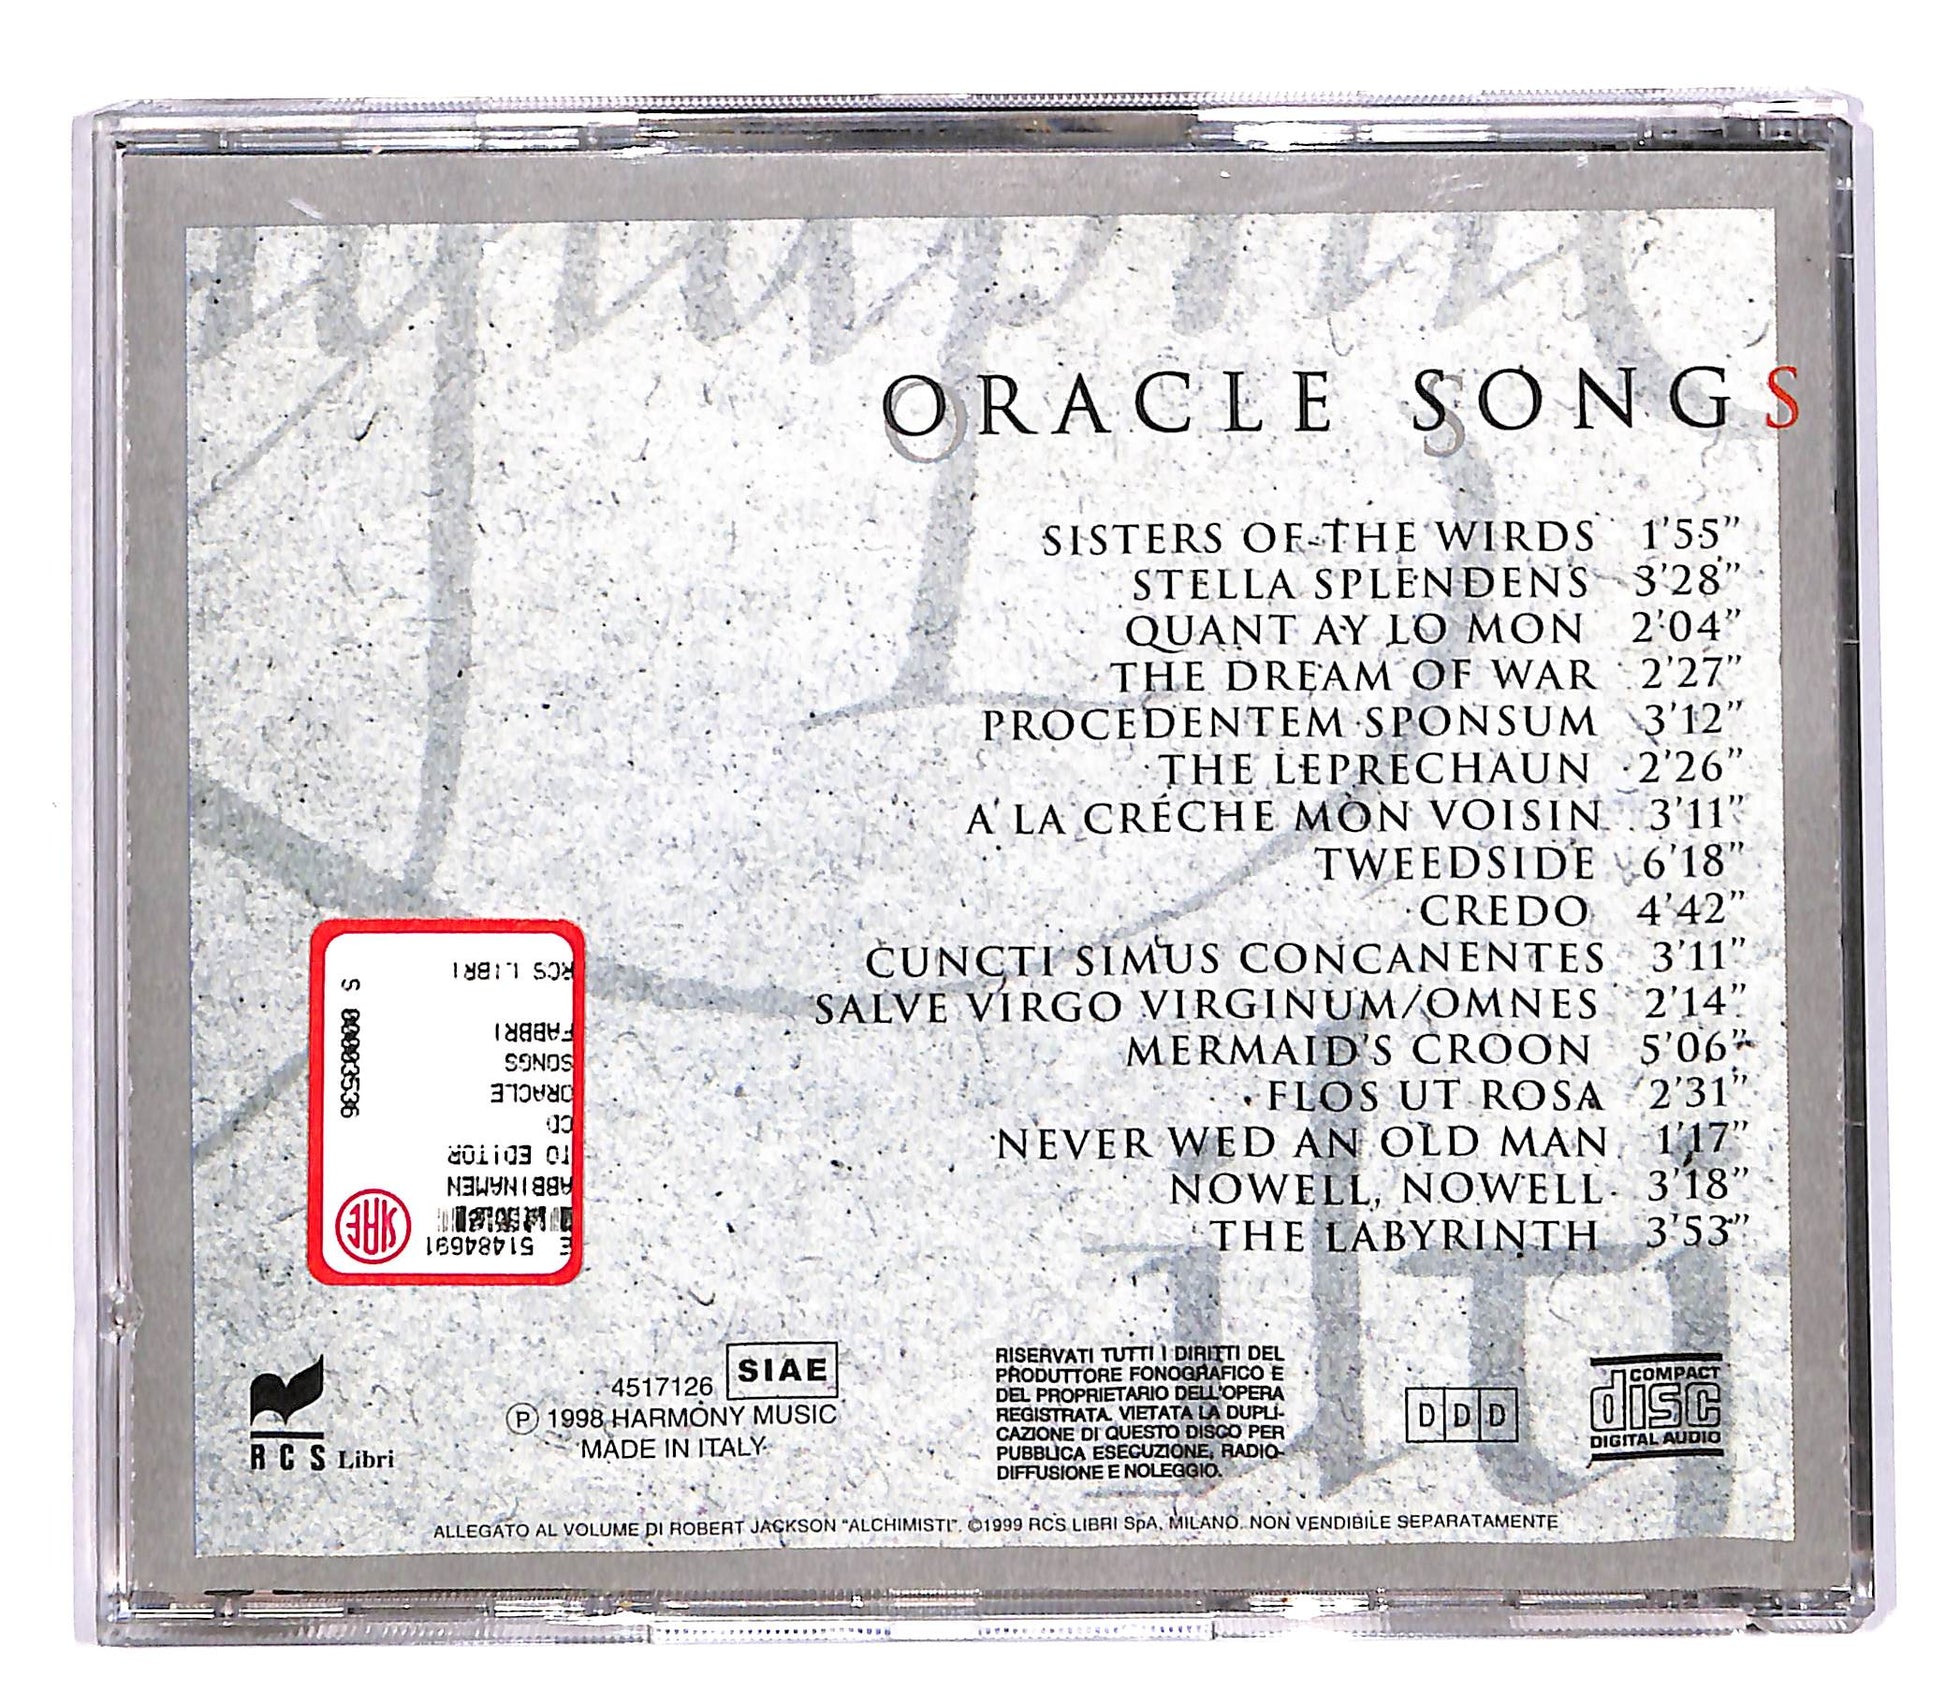 ORACLE SONGS
SISTERS OF THE WIRDS 1'55"
STELLA SPLENDENS 3'28"
QUANT AY LO MON 2'04"
THE DREAM OF WAR 2'27"
PROCEDENTEM SPONSUM 3'12"
THE LEPRECHAUN 2'26"
A' LA CRÉCHE MON VOISIN 3'11"
TWEEDSIDE 6'18"
CREDO 4'42"
CUNCTI SIMUS CONCANENTES 3'11"
SALVE VIRGO VIRGINUM/OMNES 2'14"
MERMAID'S CROON 5'06"
FLOS UT ROSA 2'31"
NEVER WED AN OLD MAN 1'17"
NOWELL, NOWELL 3'18"
THE LABYRINTH 3'53"
E 51484691
ABBINAMEN
TO EDITOR
CD
ORACLE
SONGS
FABBRI
RCS LIBRI
S 000003536
SIAE
RCS Libri
4517126 SIAE
Ⓟ 1998 HARMONY MUSIC
MADE IN ITALY
RISERVATI TUTTI I DIRITTI DEL
PRODUTTORE FONOGRAFICO E
DEL PROPRIETARIO DELL'OPERA
REGISTRATA. VIETATA LA DUPLI-
CAZIONE DI QUESTO DISCO PER
PUBBLICA ESECUZIONE, RADIO-
DIFFUSIONE E NOLEGGIO.
DDD
COMPACT
disc
DIGITAL AUDIO
ALLEGATO AL VOLUME DI ROBERT JACKSON "ALCHIMISTI". ©1999 RCS LIBRI SpA, MILANO. NON VENDIBILE SEPARATAMENTE